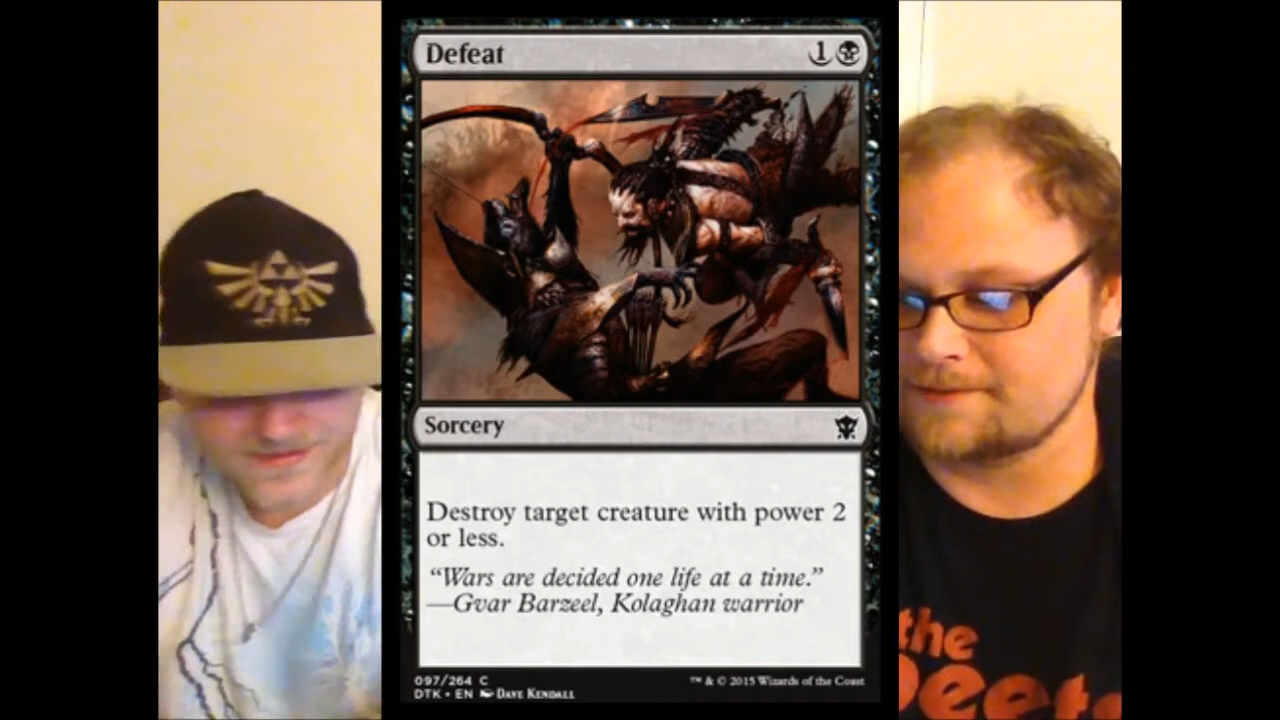 Defeat 1
Sorcery
Destroy target creature with power 2
or less.
“Wars are decided one life at a time.”
—Gvar Barzeel, Kolaghan warrior
097/264 C
DTK • EN Dave Kendall
™ & © 2015 Wizards of the Coast
the
Beets